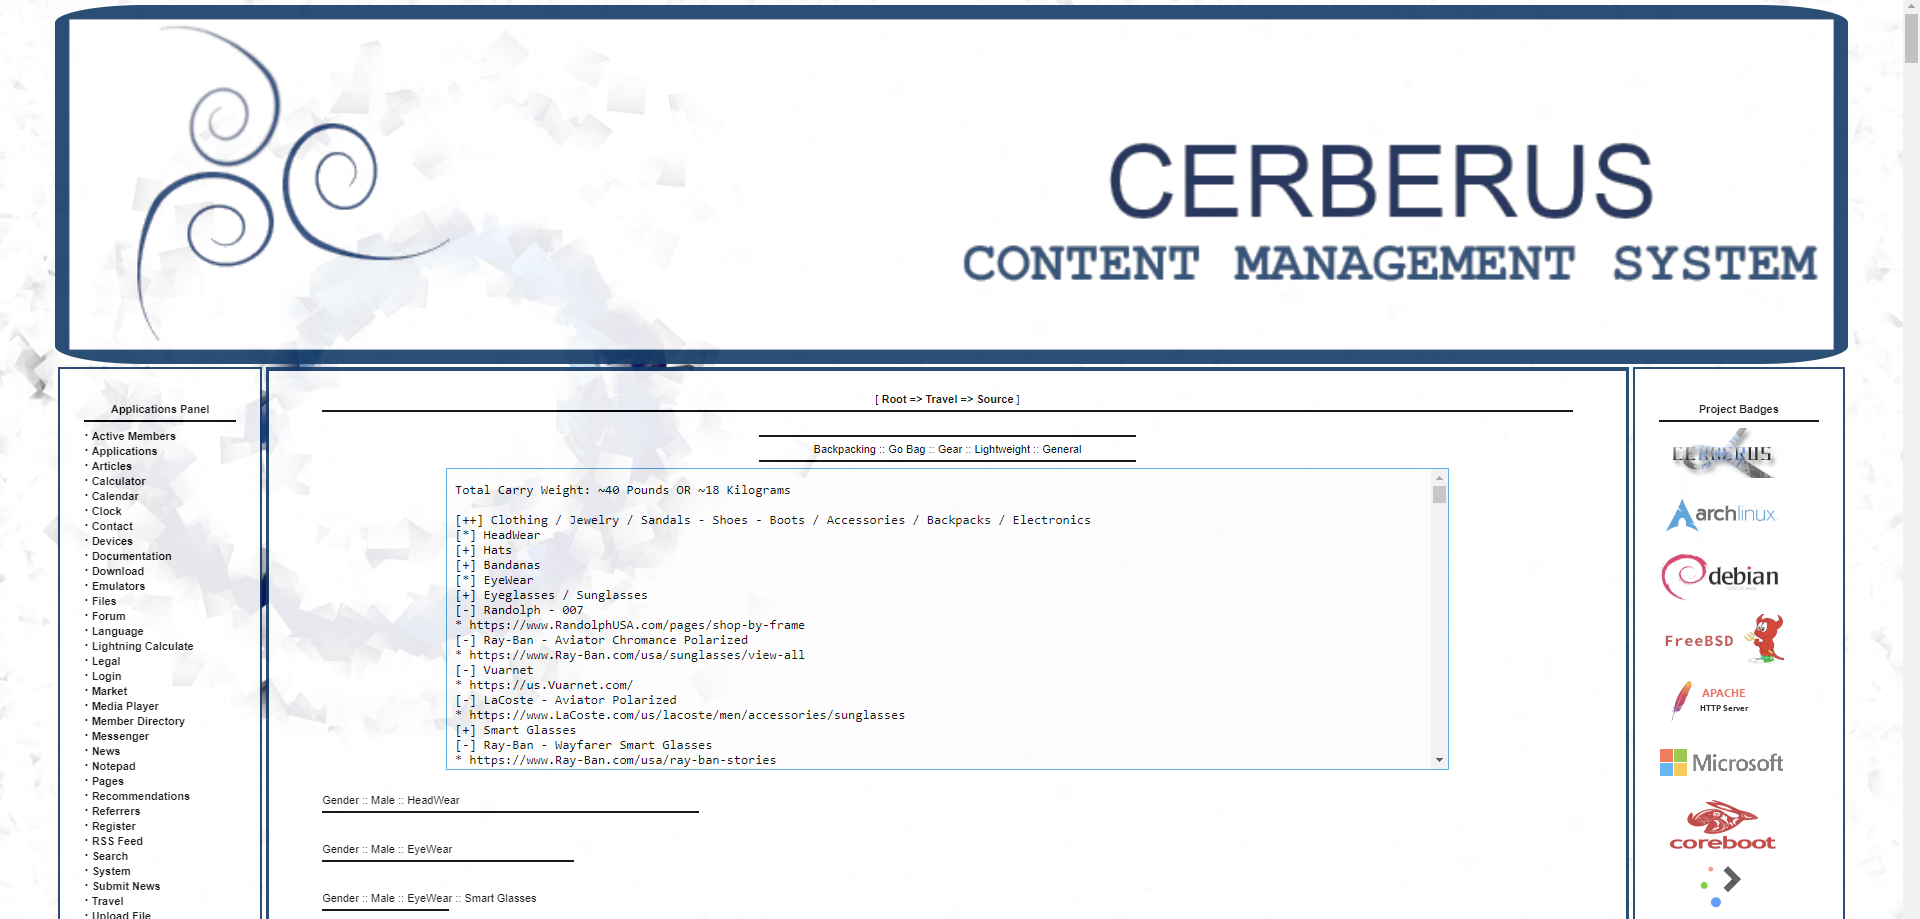 CERBERUS
CONTENT MANAGEMENT SYSTEM
Applications Panel
· Active Members
· Applications
· Articles
· Calculator
· Calendar
· Clock
· Contact
· Devices
· Documentation
· Download
· Emulators
· Files
· Forum
· Language
· Lightning Calculate
· Legal
· Login
· Market
· Media Player
· Member Directory
· Messenger
· News
· Notepad
· Pages
· Recommendations
· Referrers
· Register
· RSS Feed
· Search
· System
· Submit News
· Travel
· Upload File
[ Root => Travel => Source ]
Backpacking :: Go Bag :: Gear :: Lightweight :: General
Total Carry Weight: ~40 Pounds OR ~18 Kilograms
[++] Clothing / Jewelry / Sandals - Shoes - Boots / Accessories / Backpacks / Electronics
[*] HeadWear
[+] Hats
[+] Bandanas
[*] EyeWear
[+] Eyeglasses / Sunglasses
[-] Randolph - 007
* https://www.RandolphUSA.com/pages/shop-by-frame
[-] Ray-Ban - Aviator Chromance Polarized
* https://www.Ray-Ban.com/usa/sunglasses/view-all
[-] Vuarnet
* https://us.Vuarnet.com/
[-] LaCoste - Aviator Polarized
* https://www.LaCoste.com/us/lacoste/men/accessories/sunglasses
[+] Smart Glasses
[-] Ray-Ban - Wayfarer Smart Glasses
* https://www.Ray-Ban.com/usa/ray-ban-stories
Gender :: Male :: HeadWear
Gender :: Male :: EyeWear
Gender :: Male :: EyeWear :: Smart Glasses
Project Badges
CERBERUS
archlinux
debian
FreeBSD
APACHE
HTTP Server
Microsoft
coreboot